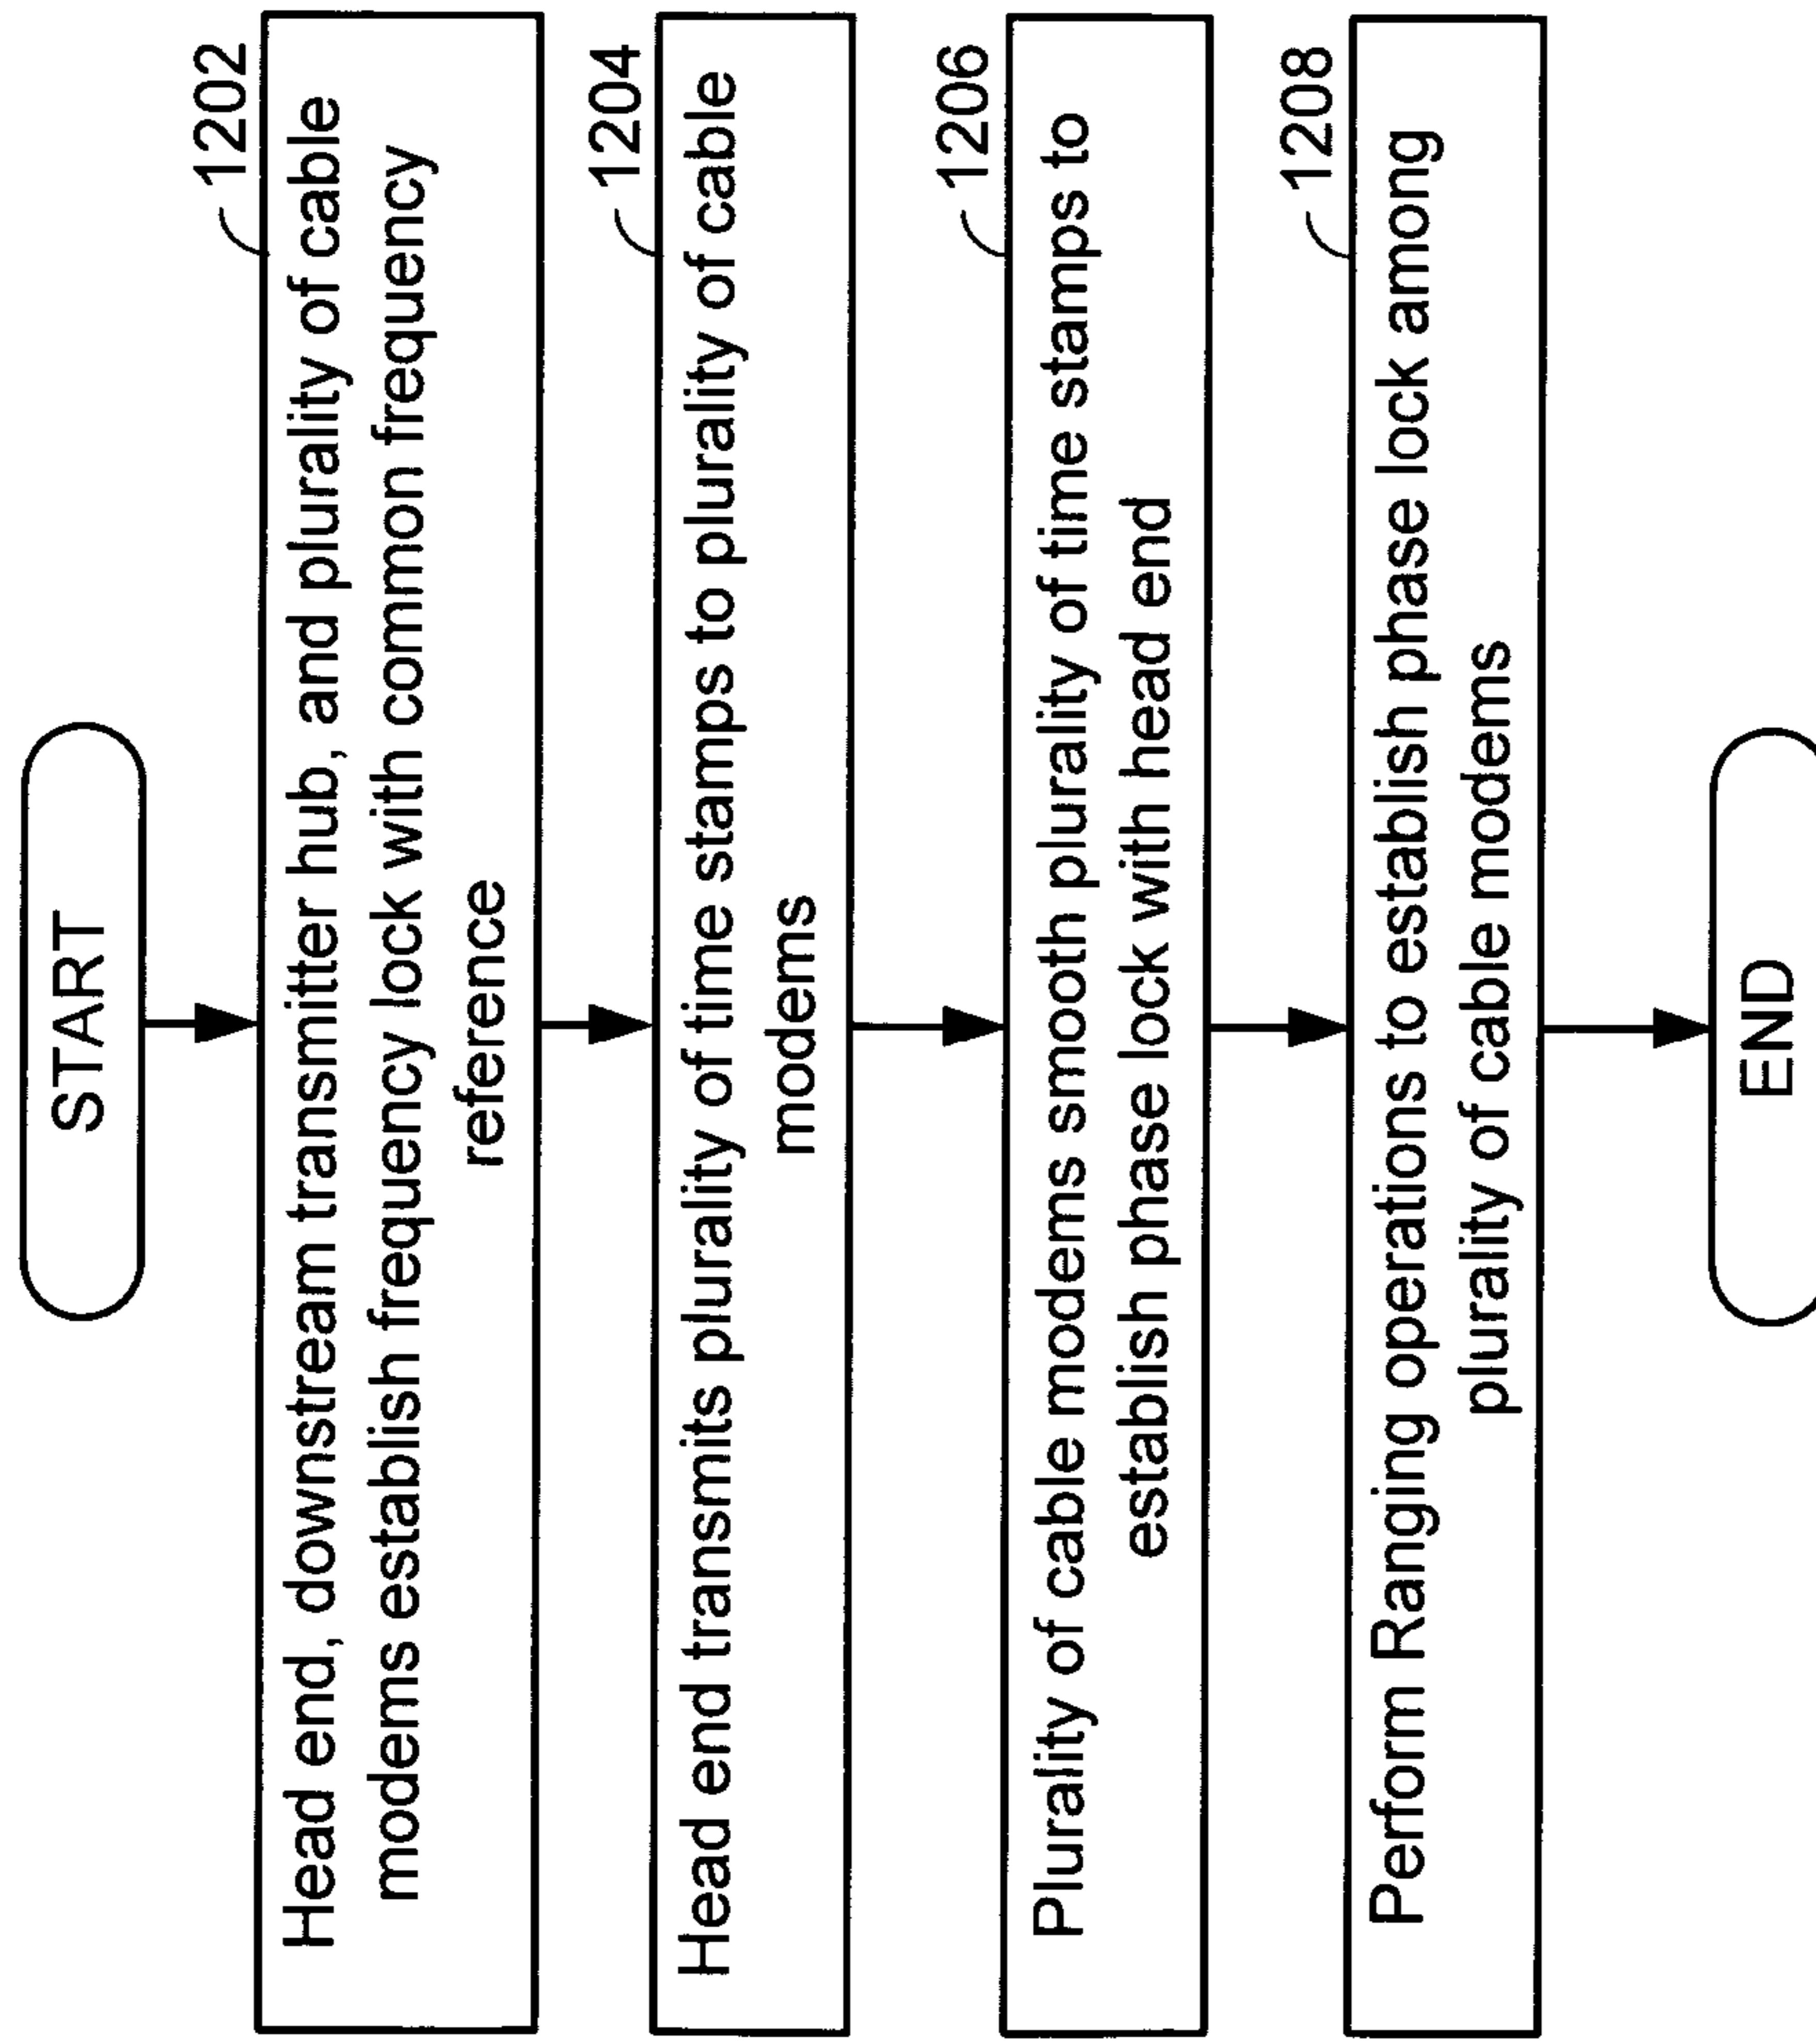 START
1202
Head end, downstream transmitter hub, and plurality of cable
modems establish frequency lock with common frequency
reference
1204
Head end transmits plurality of time stamps to plurality of cable
modems
1206
Plurality of cable modems smooth plurality of time stamps to
establish phase lock with head end
1208
Perform Ranging operations to establish phase lock among
plurality of cable modems
END